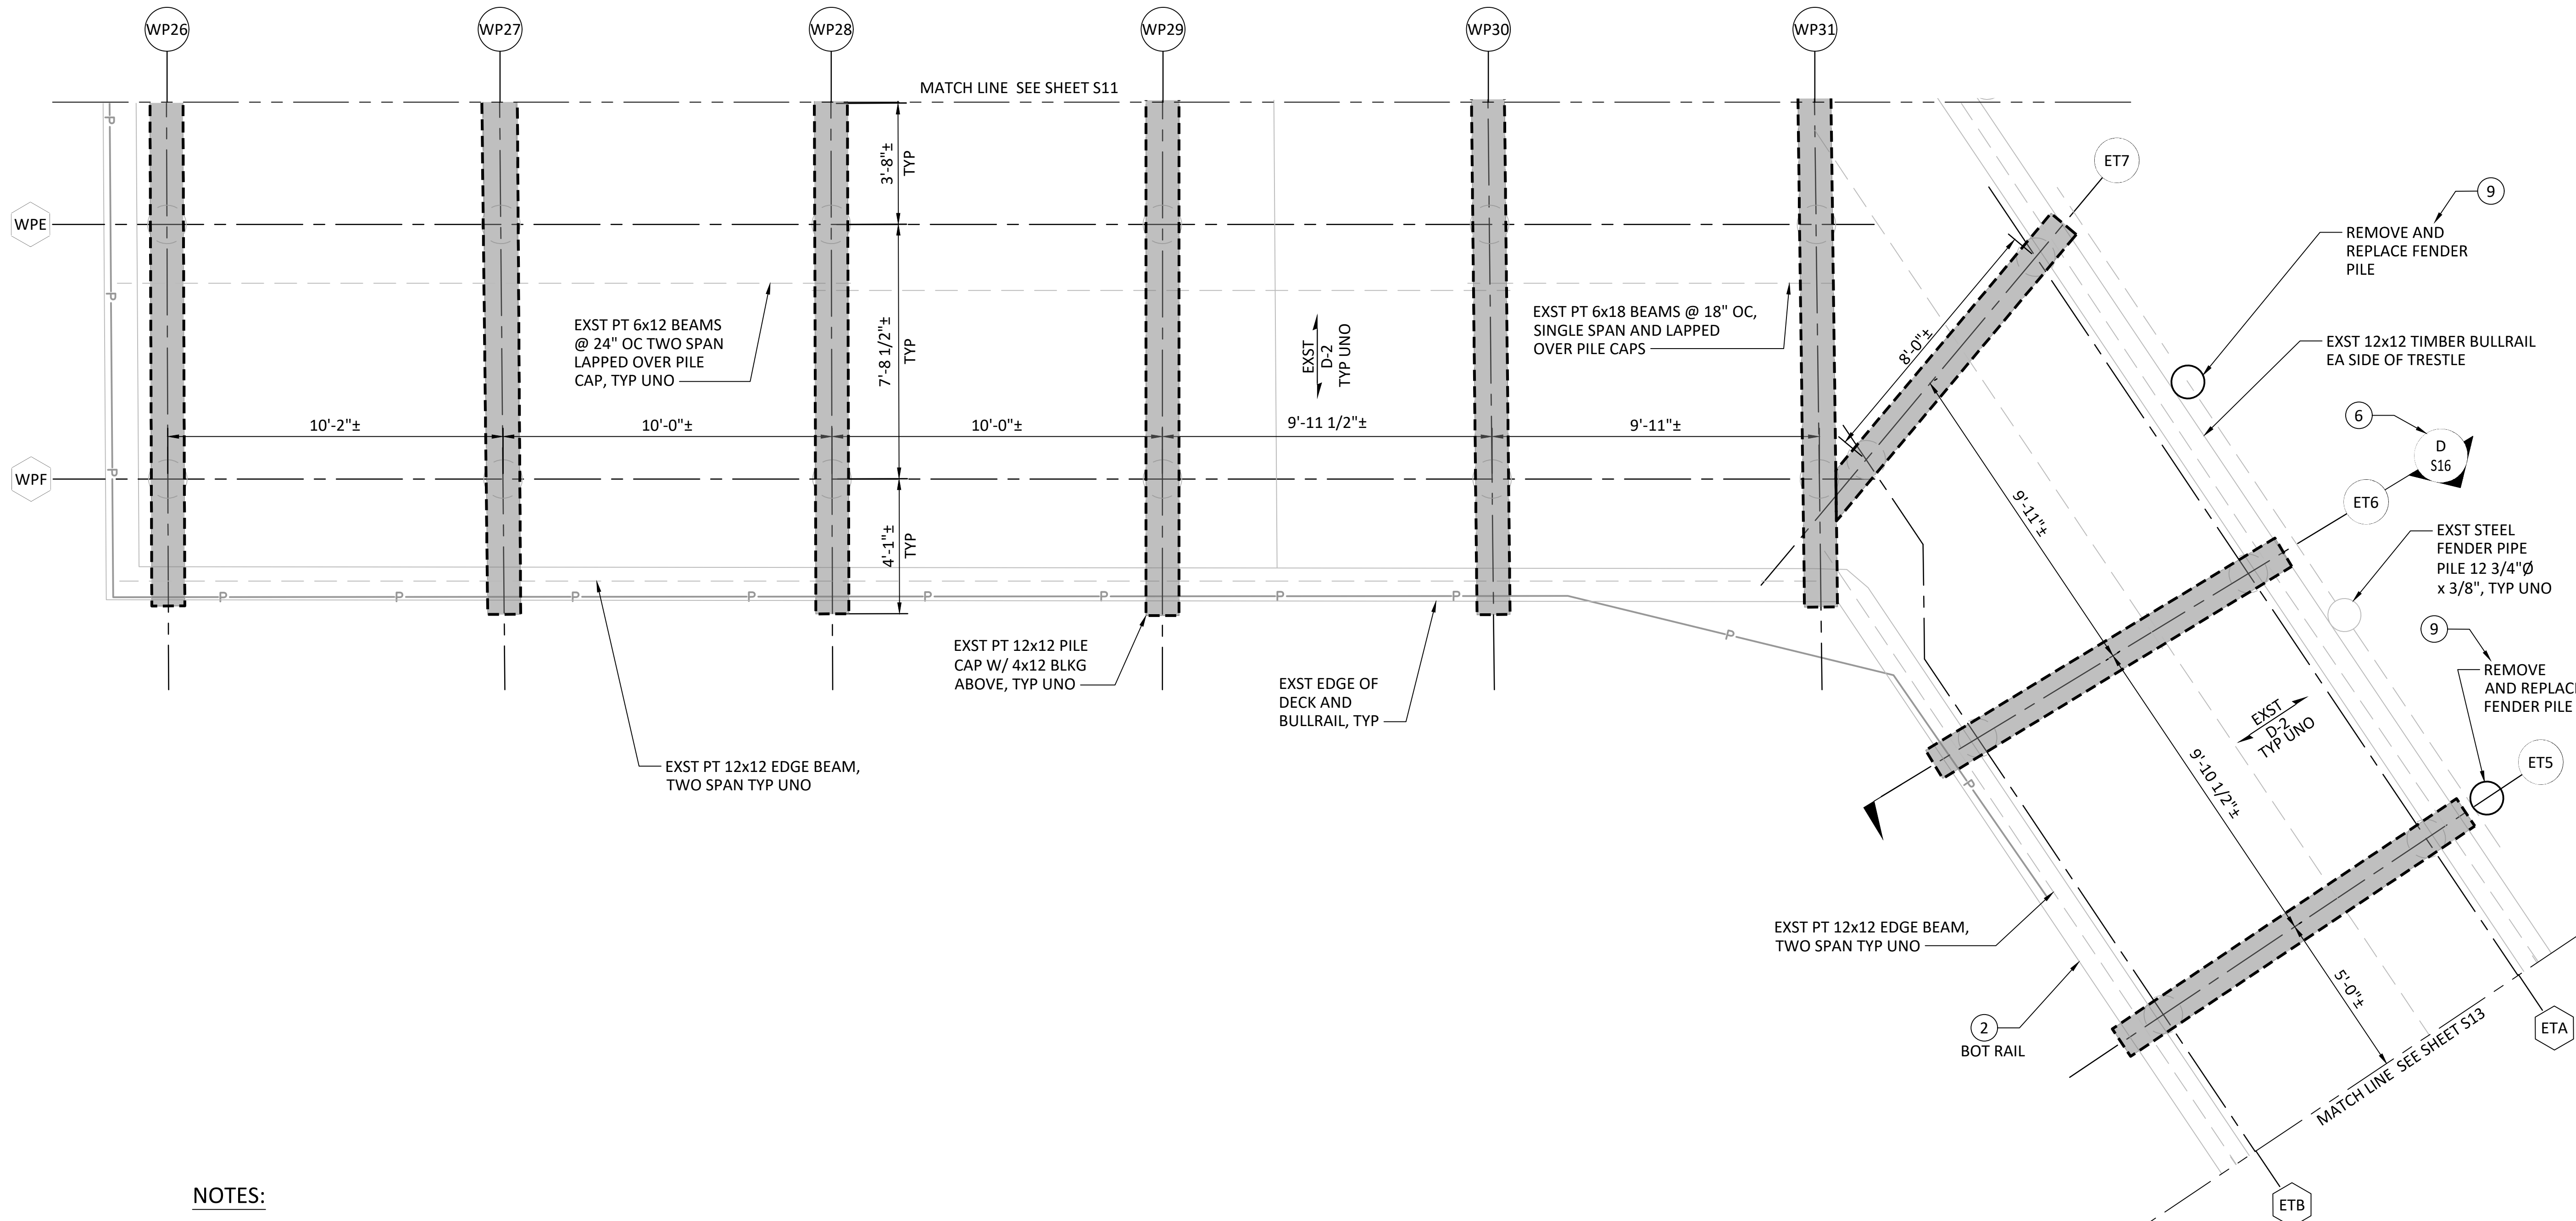 WP26
WP27
WP28
WP29
WP30
WP31
MATCH LINE SEE SHEET S11
P
3'-8"±
TYP
ET7
9
REMOVE AND
REPLACE FENDER
PILE
WPE
P
EXST PT 6x12 BEAMS
@ 24" OC TWO SPAN
LAPPED OVER PILE
CAP, TYP UNO
7'-8 1/2"±
TYP
EXST
D-2
TYP UNO
EXST PT 6x18 BEAMS @ 18" OC,
SINGLE SPAN AND LAPPED
OVER PILE CAPS
8'-0"±
EXST 12x12 TIMBER BULLRAIL
EA SIDE OF TRESTLE
10'-2"±
10'-0"±
10'-0"±
9'-11 1/2"±
9'-11"±
6
D
S16
P
WPF
9'-11"±
ET6
4'-1"±
TYP
EXST STEEL
FENDER PIPE
PILE 12 3/4"Ø
x 3/8", TYP UNO
P
P
P
P
P
P
P
P
P
9
REMOVE
AND REPLAC
FENDER PILE
EXST PT 12x12 PILE
CAP W/ 4x12 BLKG
ABOVE, TYP UNO
EXST EDGE OF
DECK AND
BULLRAIL, TYP
EXST
D-2
TYP UNO
EXST PT 12x12 EDGE BEAM,
TWO SPAN TYP UNO
ET5
P
9'-10 1/2"±
EXST PT 12x12 EDGE BEAM,
TWO SPAN TYP UNO
5'-0"±
2
BOT RAIL
ETA
MATCH LINE SEE SHEET S13
NOTES:
ETB